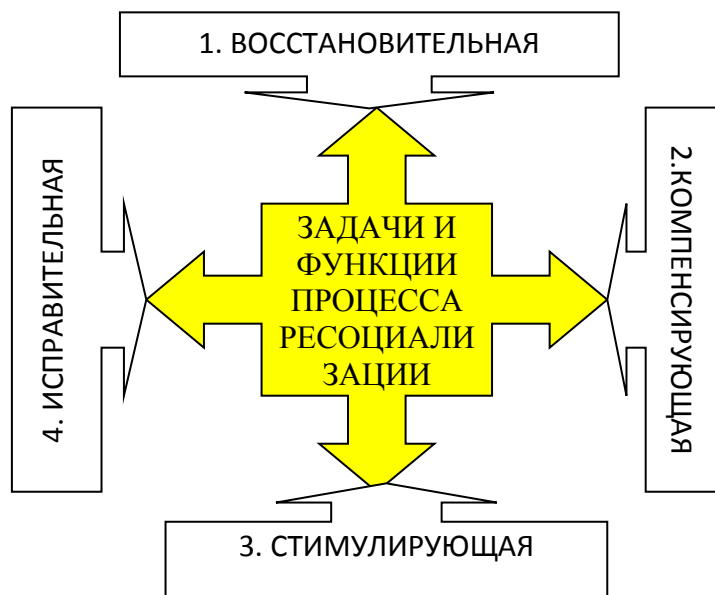 1. ВОССТАНОВИТЕЛЬНАЯ
2.КОМПЕНСИРУЮЩАЯ
ЗАДАЧИ И
ФУНКЦИИ
ПРОЦЕССА
РЕСОЦИАЛИ
ЗАЦИИ
4. ИСПРАВИТЕЛЬНАЯ
3. СТИМУЛИРУЮЩАЯ